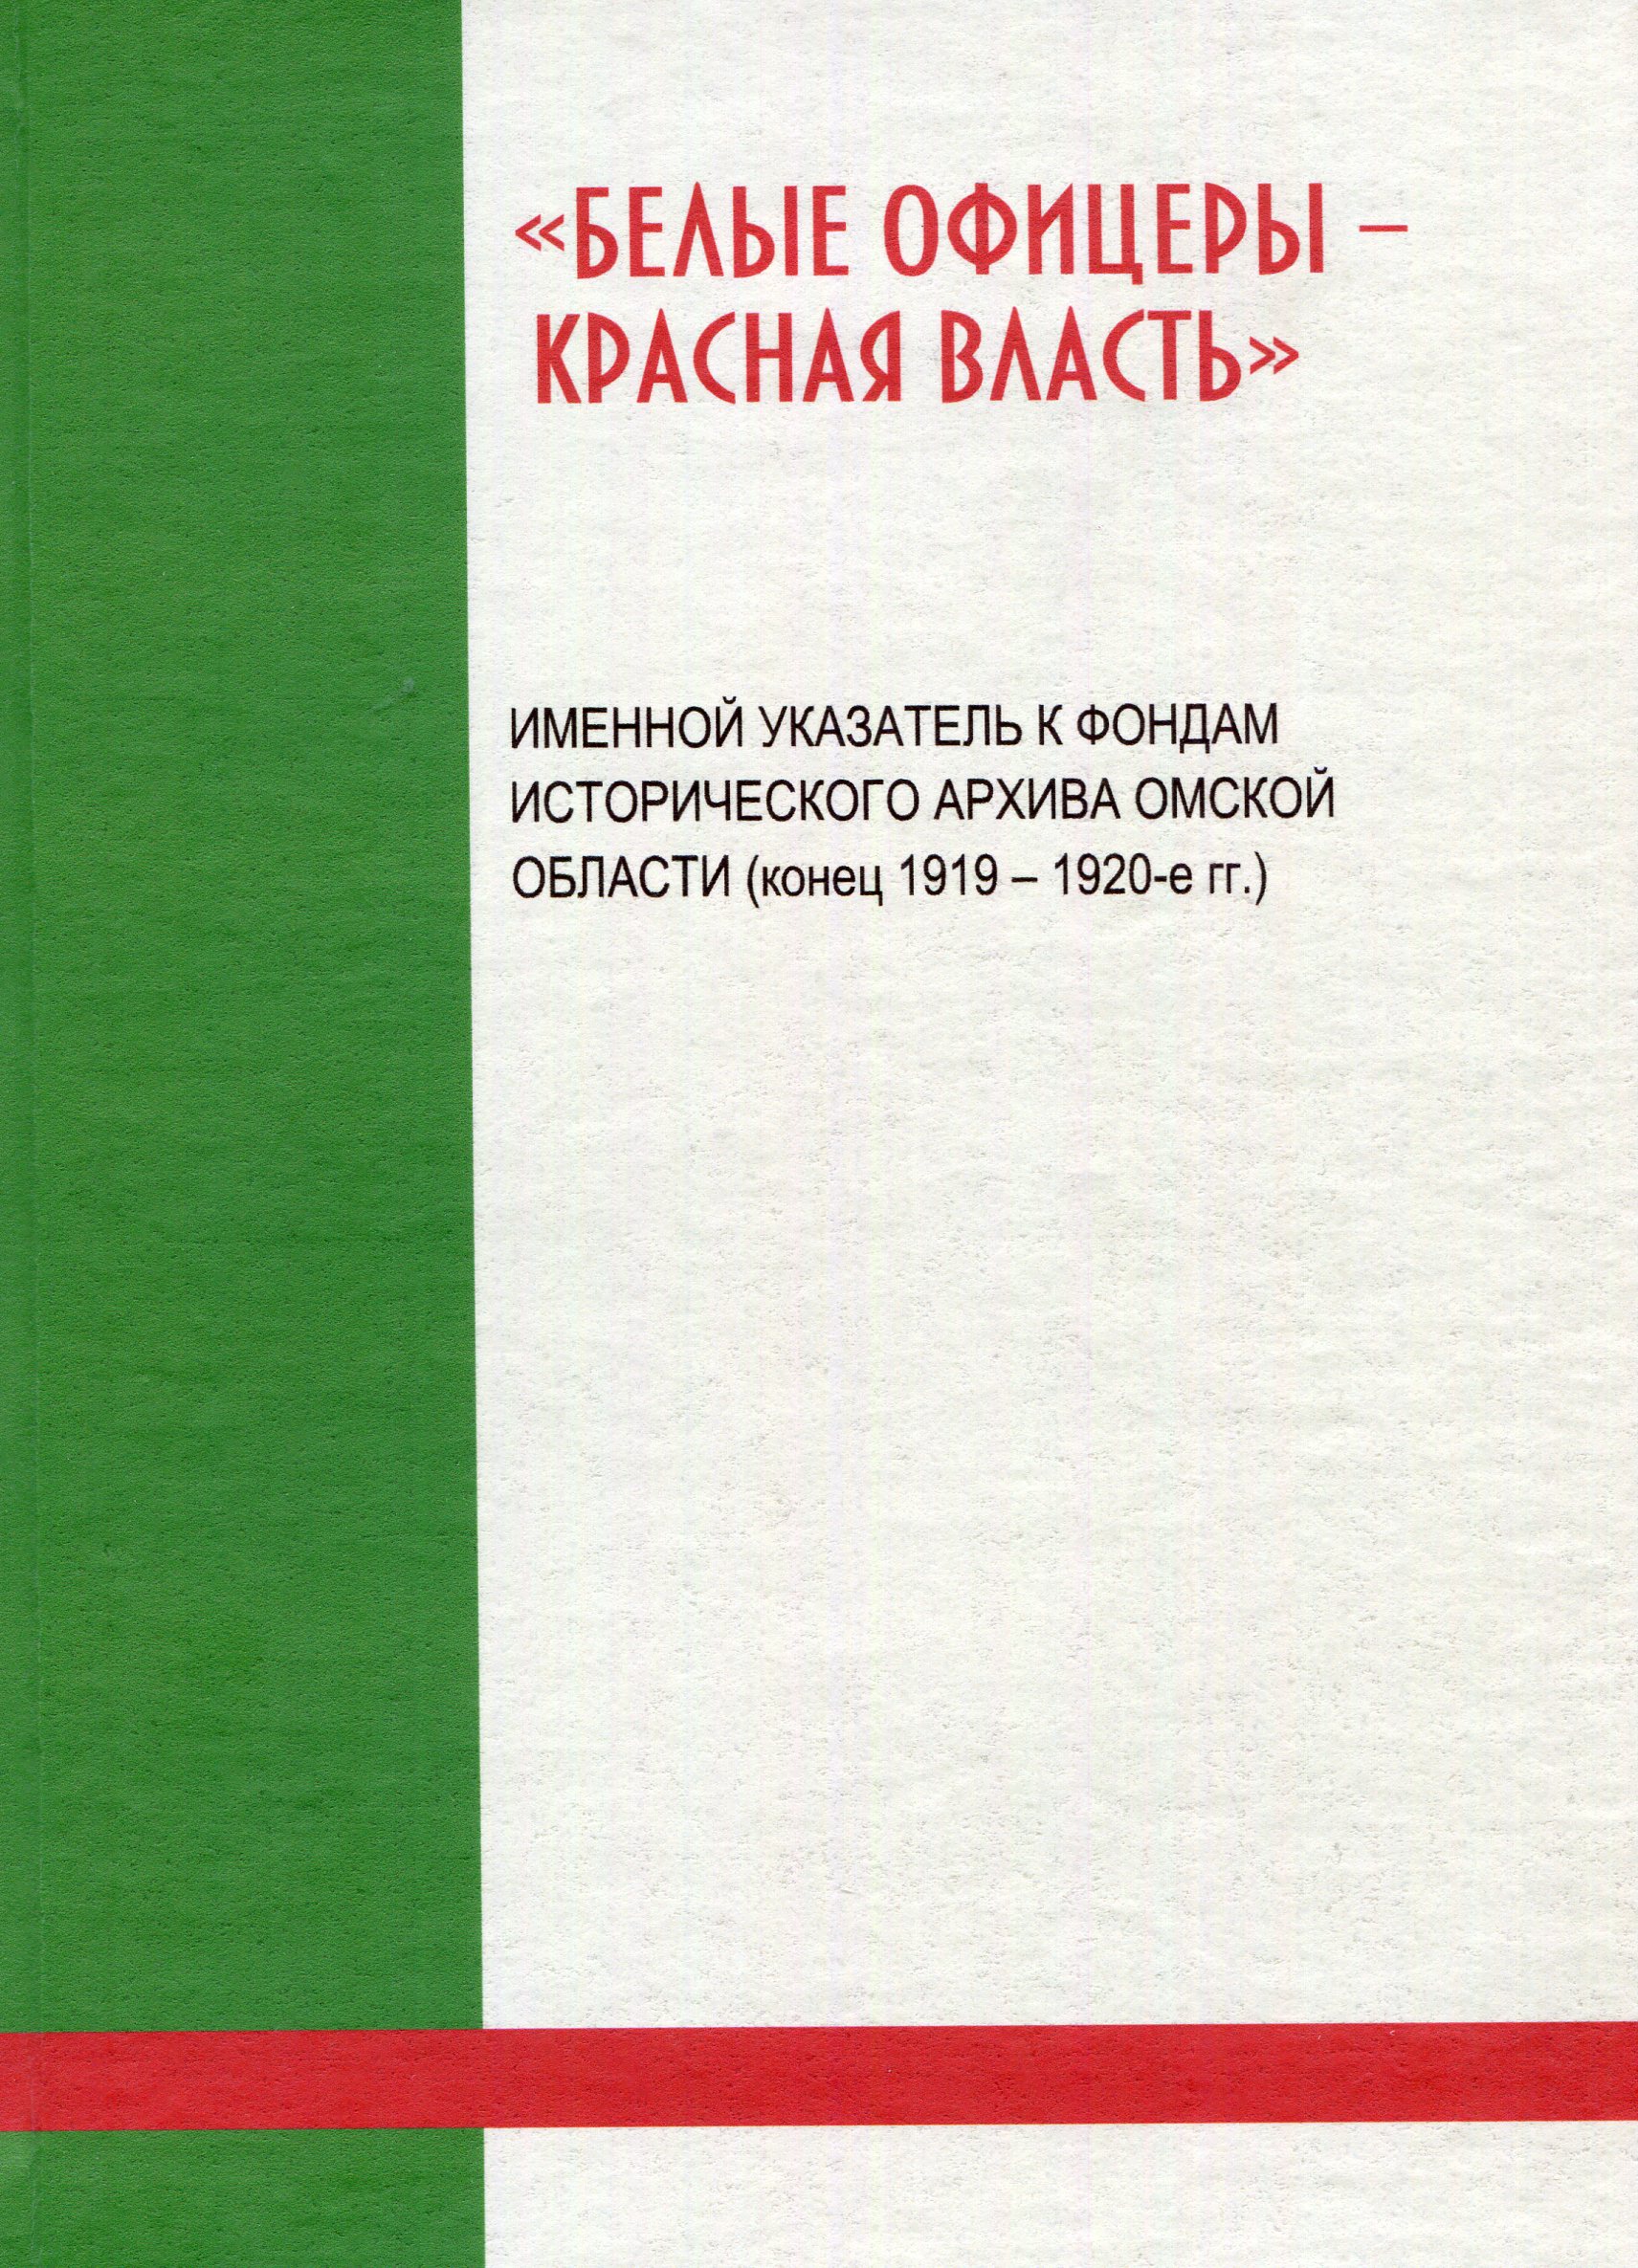 «БЕЛЫЕ ОФИЦЕРЫ –
КРАСНАЯ ВЛАСТЬ»
ИМЕННОЙ УКАЗАТЕЛЬ К ФОНДАМ
ИСТОРИЧЕСКОГО АРХИВА ОМСКОЙ
ОБЛАСТИ (конец 1919 – 1920-е гг.)